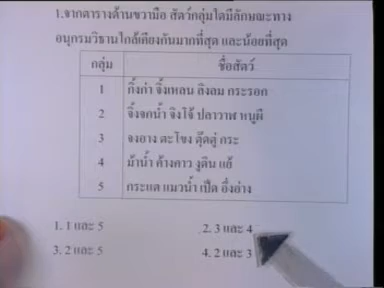 1.จากตารางด้านขวามือ สัตว์กลุ่มใดมีลักษณะทาง
อนุกรมวิธานใกล้เคียงกันมากที่สุด และน้อยที่สุด
กลุ่ม ชื่อสัตว์
1 กิ้งก่า จิ้งเหลน ลิงลม กระรอก
2 จิ้งจกน้ำ จิงโจ้ ปลาวาฬ หนูผี
3 จงอาง ตะโขง ตุ๊ดตู่ กระ
4 ม้าน้ำ ค้างคาว งูดิน แย้
5 กระแต แมวน้ำ เป็ด อึ่งอ่าง
1. 1 และ 5 2. 3 และ 4
3. 2 และ 5 4. 2 และ 3